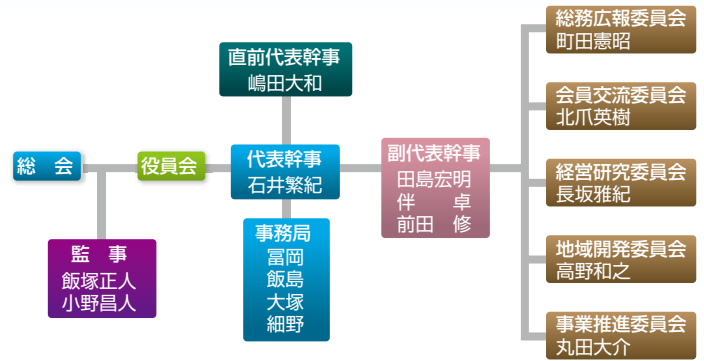 総　会
監　事
飯塚正人
小野昌人
役員会
直前代表幹事
嶋田大和
代表幹事
石井繁紀
事務局
冨岡
飯島
大塚
細野
副代表幹事
田島宏明
伴　　卓
前田　修
総務広報委員会
町田憲昭
会員交流委員会
北爪英樹
経営研究委員会
長坂雅紀
地域開発委員会
高野和之
事業推進委員会
丸田大介